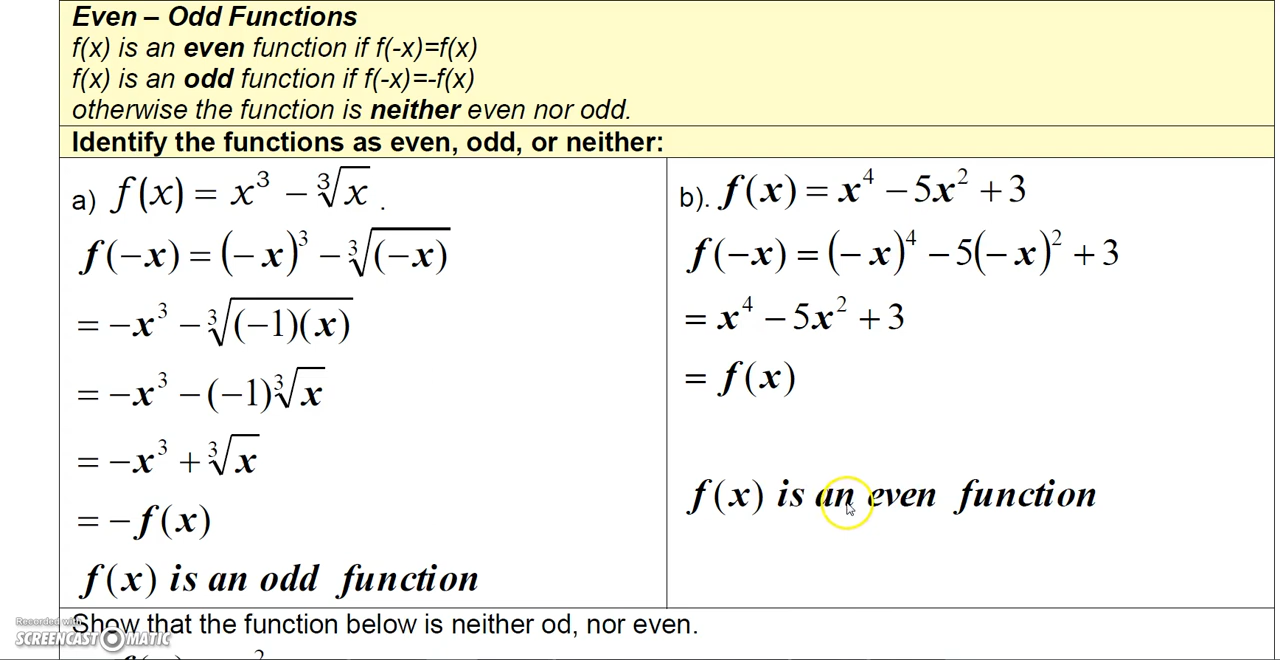 Even – Odd Functions
f(x) is an even function if f(-x)=f(x)
f(x) is an odd function if f(-x)=-f(x)
otherwise the function is neither even nor odd.
Identify the functions as even, odd, or neither:
a) f(x) = x³ − ∛x .
f(−x) = (−x)³ − ∛(−x)
= −x³ − ∛(−1)(x)
= −x³ − (−1)∛x
= −x³ + ∛x
= −f(x)
f(x) is an odd function
b). f(x) = x⁴ − 5x² + 3
f(−x) = (−x)⁴ − 5(−x)² + 3
= x⁴ − 5x² + 3
= f(x)
f(x) is an even function
Show that the function below is neither od, nor even.
Recorded with
SCREENCAST-O-MATIC